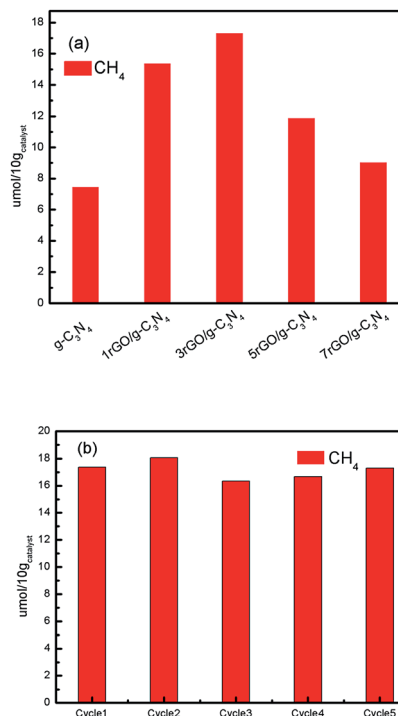 (a)
CH4
umol/10gcatalyst
18
16
14
12
10
8
6
4
2
0
g-C3N4
1rGO/g-C3N4
3rGO/g-C3N4
5rGO/g-C3N4
7rGO/g-C3N4
(b)
CH4
umol/10gcatalyst
20
18
16
14
12
10
8
6
4
2
0
Cycle1 Cycle2 Cycle3 Cycle4 Cycle5